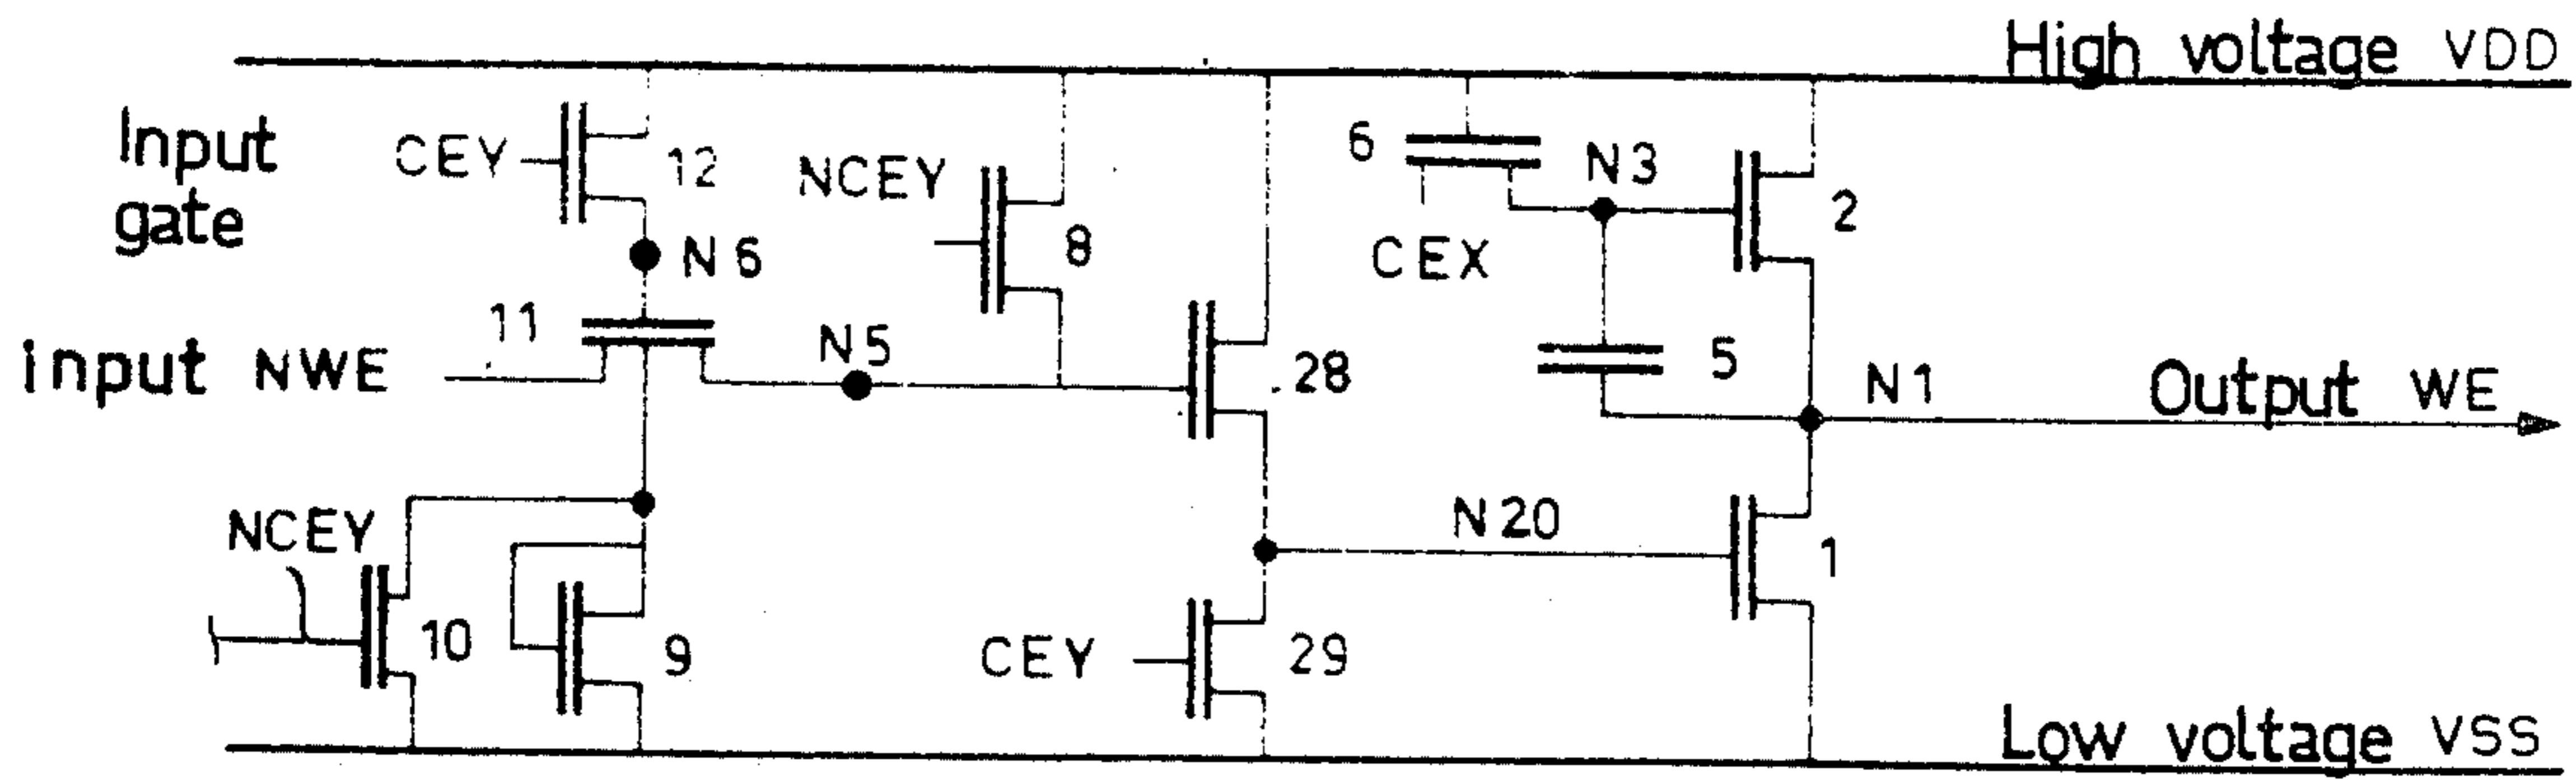 High voltage VDD
Input
gate
CEY
12
NCEY
6
N3
2
N6
8
CEX
11
input NWE
N5
28
5
N1
Output WE
NCEY
N20
1
10
9
CEY
29
Low voltage VSS